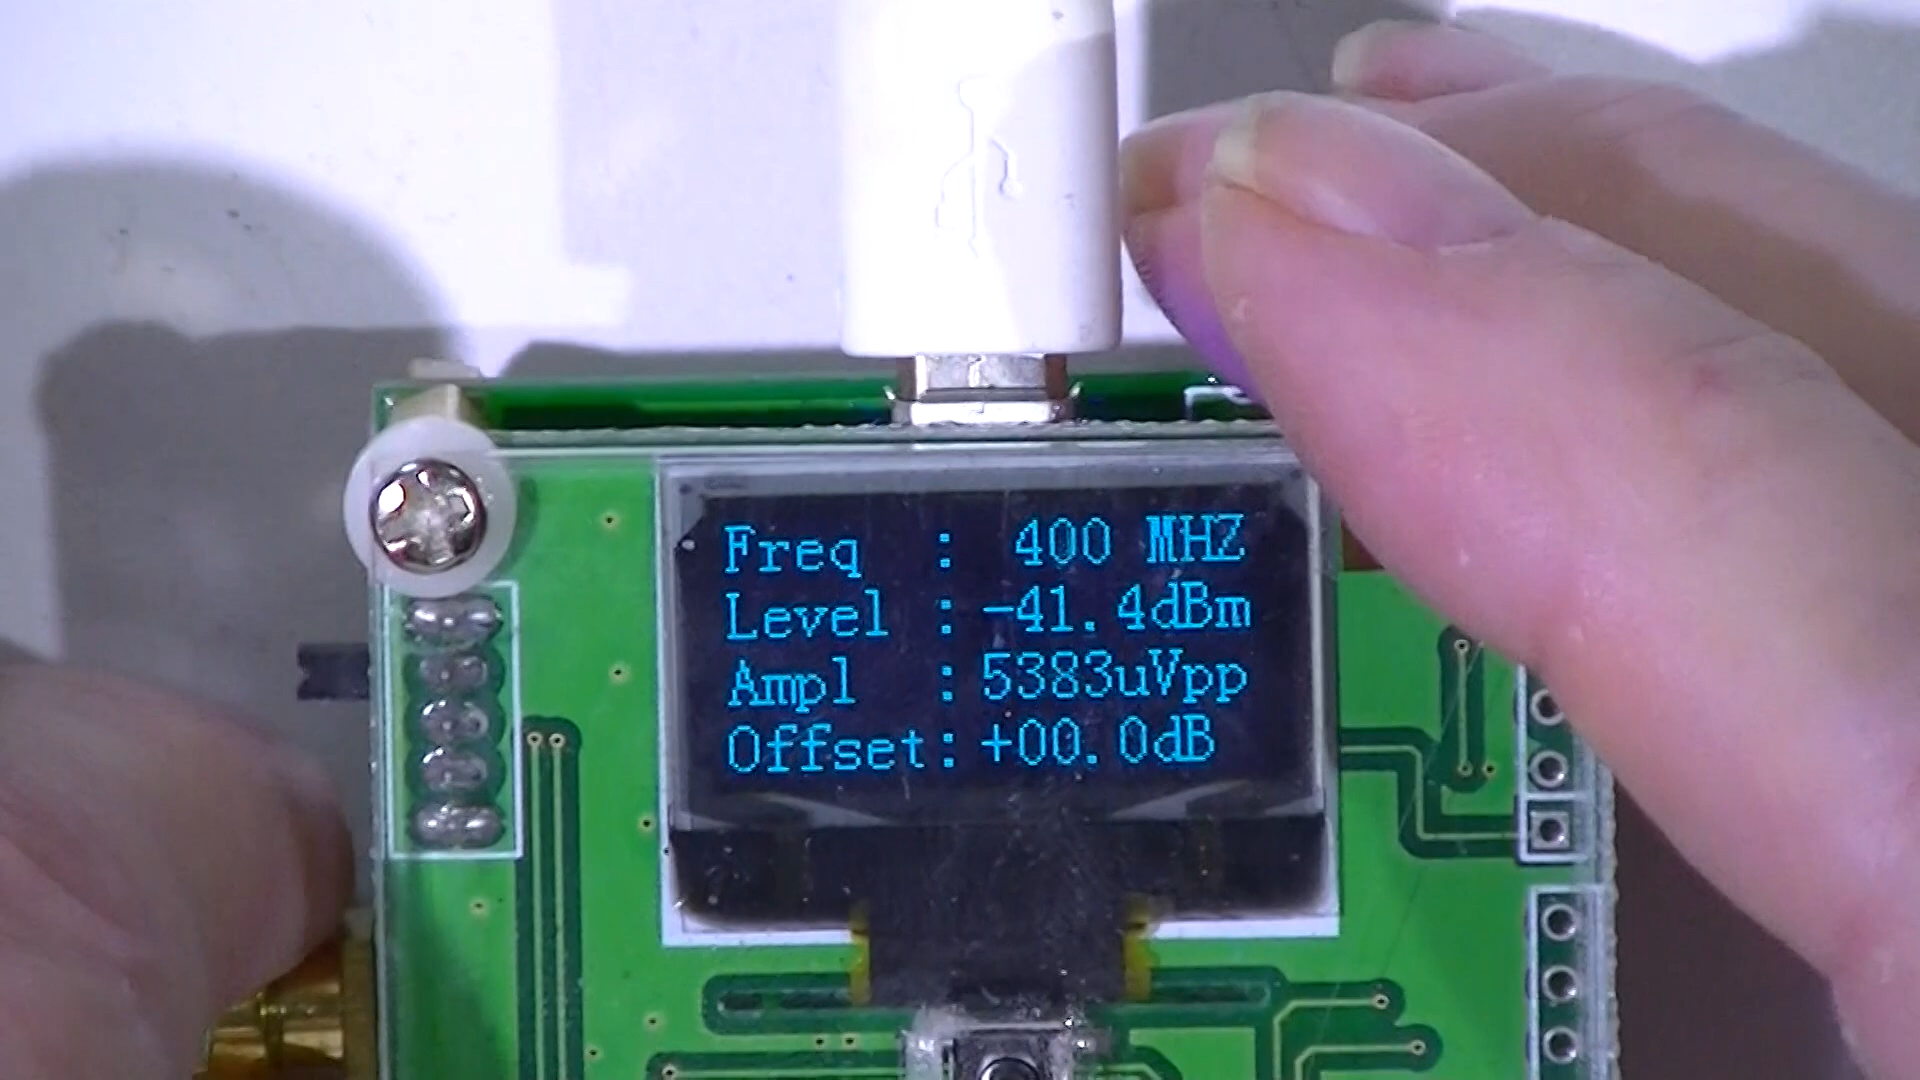 Freq : 400 MHZ
Level :-41.4dBm
Ampl :5383uVpp
Offset:+00.0dB